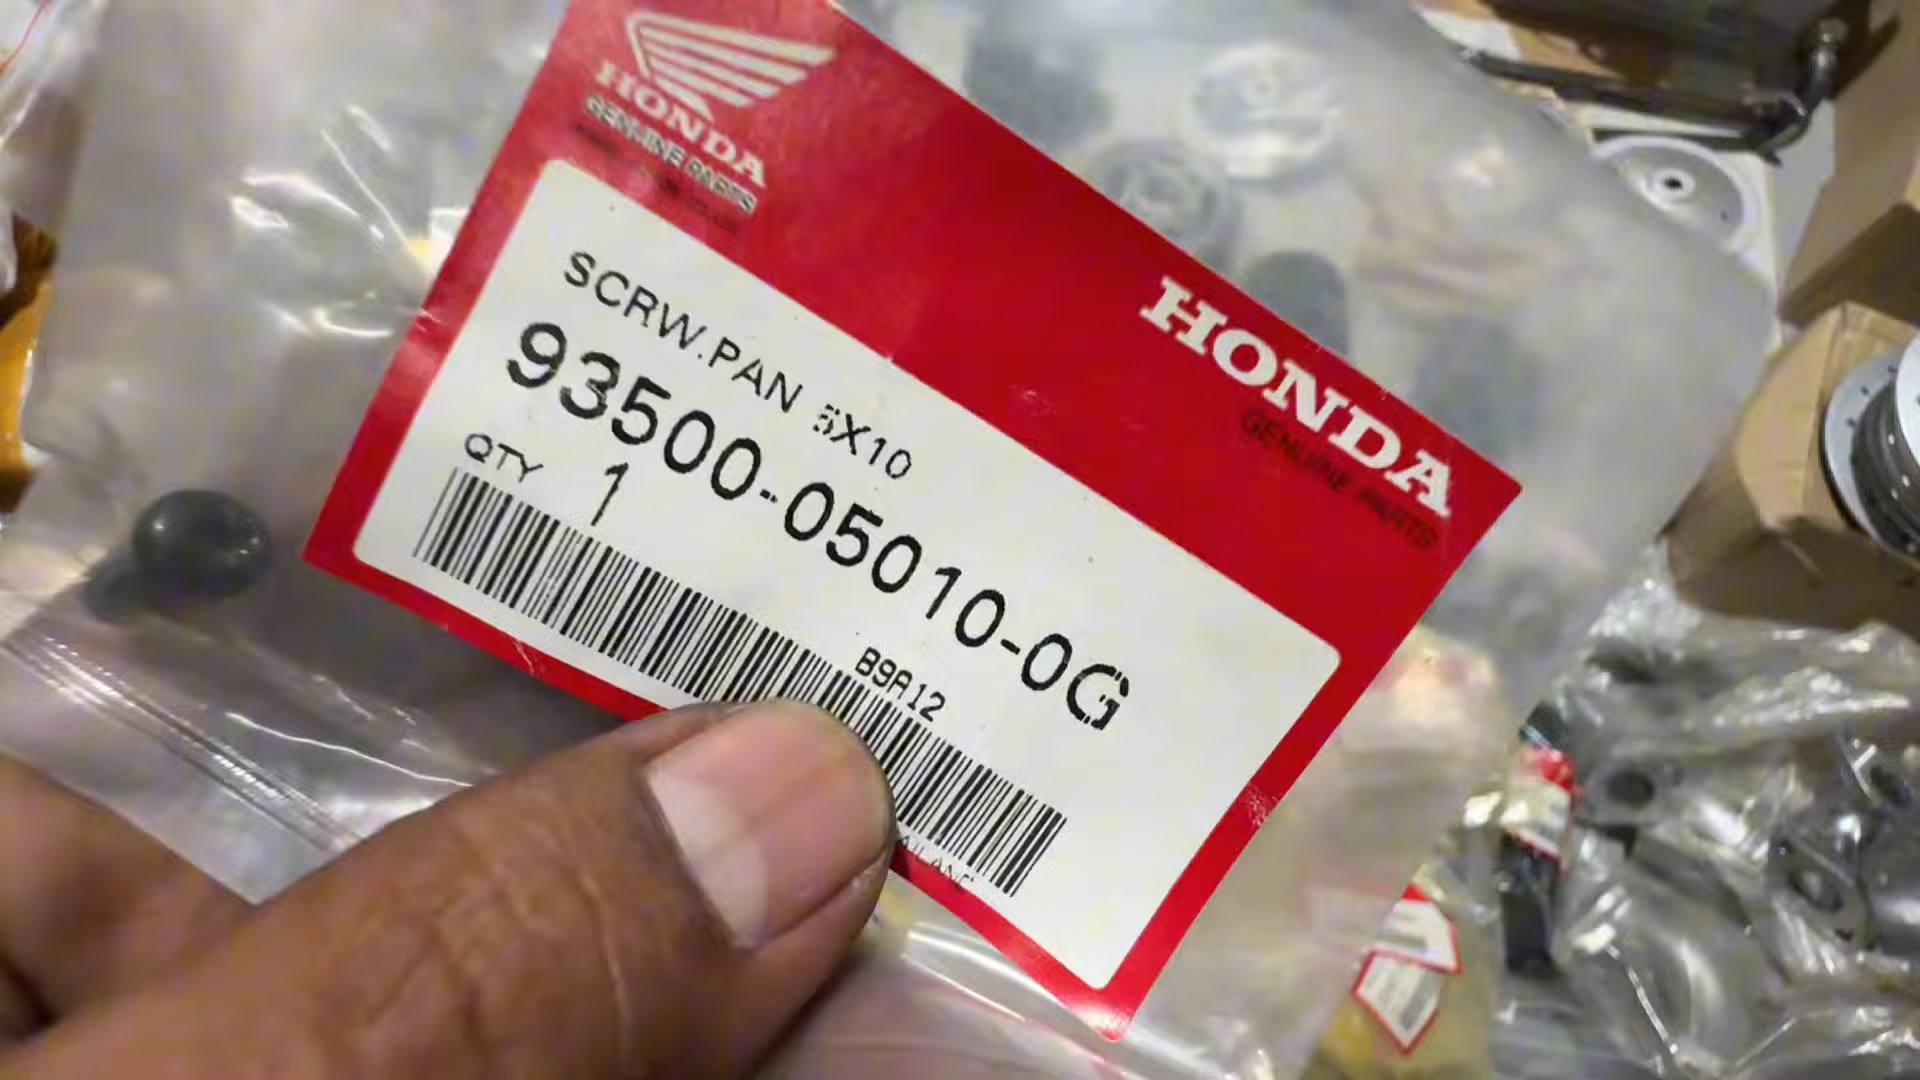 HONDA
GENUINE PARTS
HONDA
GENUINE PARTS
SCRW.PAN 5X10
93500-05010-0G
QTY 1
B9A12